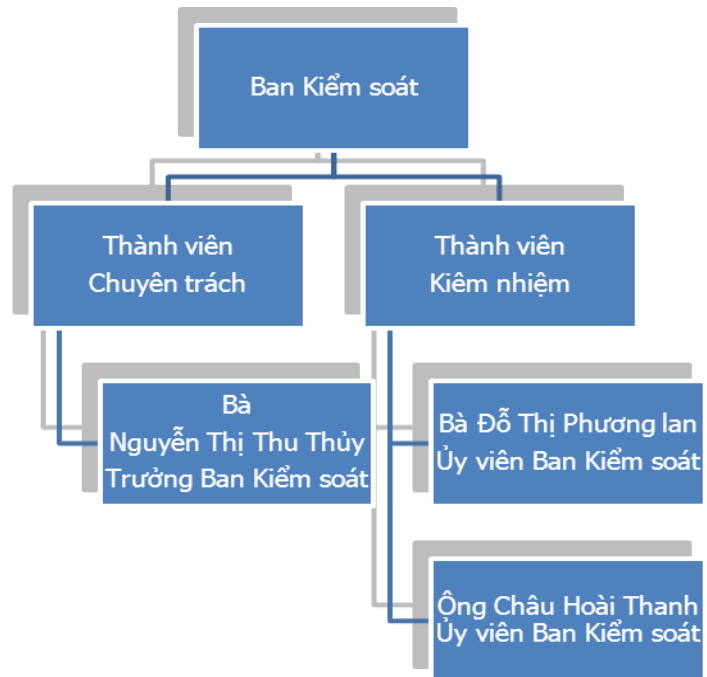 Ban Kiểm soát
Thành viên
Chuyên trách
Thành viên
Kiêm nhiệm
Bà
Nguyễn Thị Thu Thủy
Trưởng Ban Kiểm soát
Bà Đỗ Thị Phương lan
Ủy viên Ban Kiểm soát
Ông Châu Hoài Thanh
Ủy viên Ban Kiểm soát